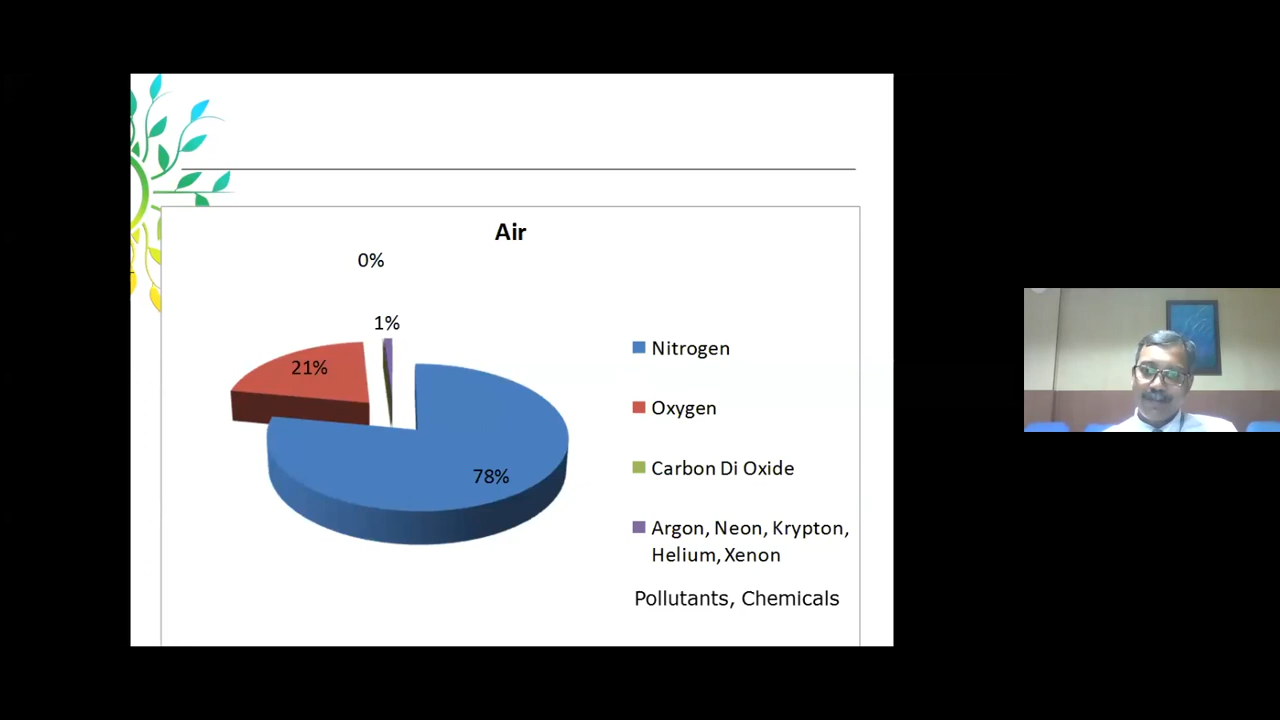 Air
0%
1%
21%
78%
Nitrogen
Oxygen
Carbon Di Oxide
Argon, Neon, Krypton,
Helium, Xenon
Pollutants, Chemicals